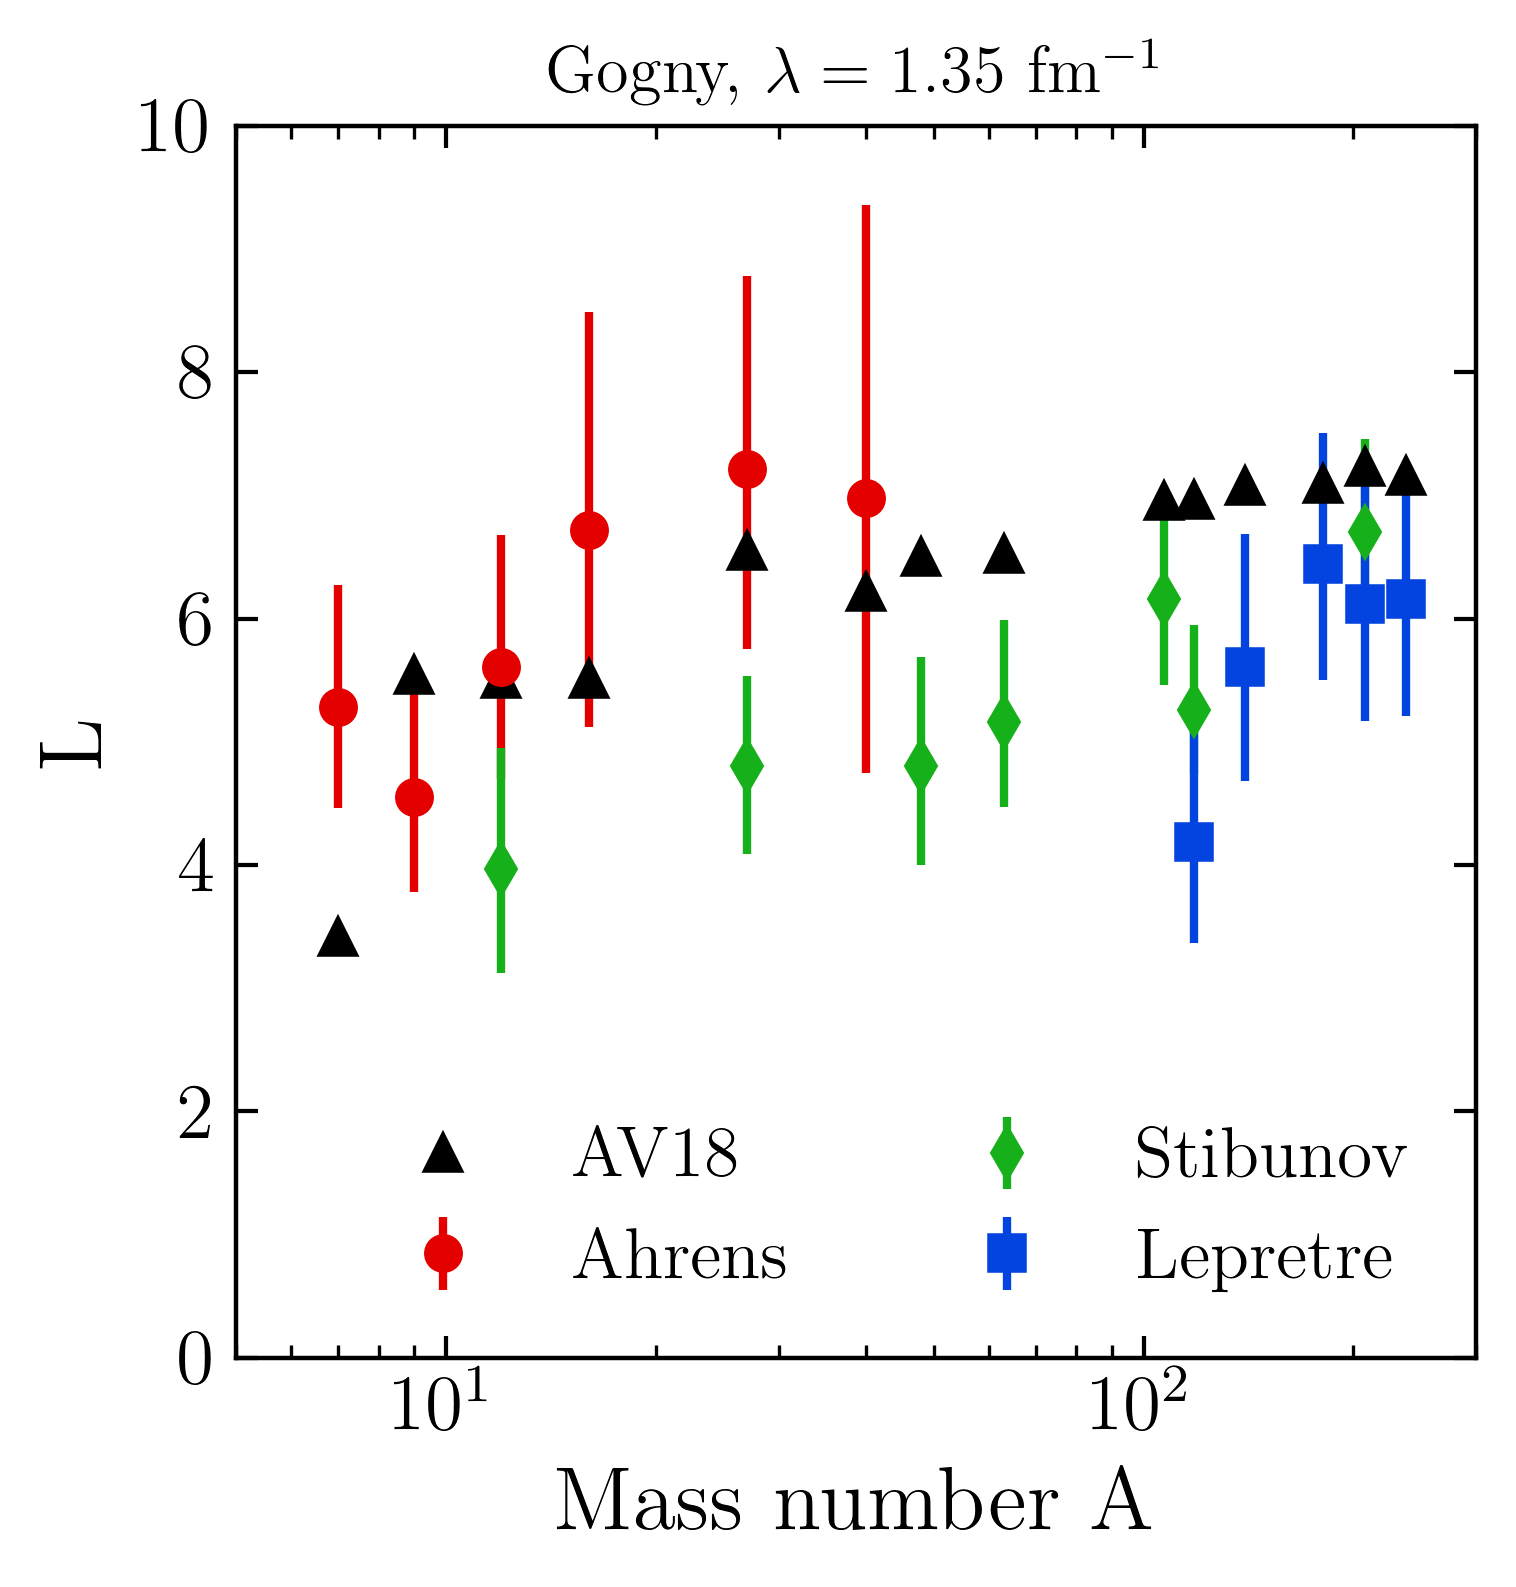 Gogny, λ = 1.35 fm⁻¹
10
8
6
4
2
0
L
AV18
Ahrens
Stibunov
Lepretre
10¹
10²
Mass number A